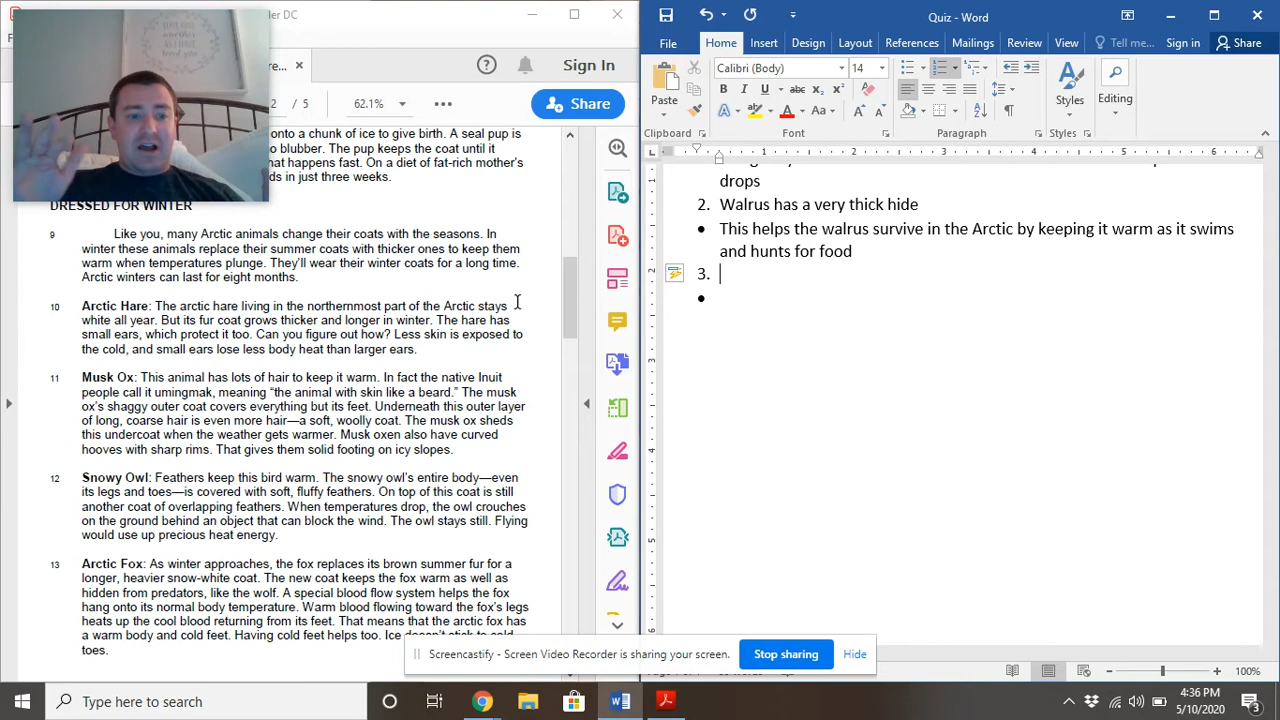 der DC
e...
Sign In
2 / 5
62.1%
Share
onto a chunk of ice to give birth. A seal pup is
o blubber. The pup keeps the coat until it
hat happens fast. On a diet of fat-rich mother's
ds in just three weeks.
DRESSED FOR WINTER
9 Like you, many Arctic animals change their coats with the seasons. In
winter these animals replace their summer coats with thicker ones to keep them
warm when temperatures plunge. They'll wear their winter coats for a long time.
Arctic winters can last for eight months.
10 Arctic Hare: The arctic hare living in the northernmost part of the Arctic stays
white all year. But its fur coat grows thicker and longer in winter. The hare has
small ears, which protect it too. Can you figure out how? Less skin is exposed to
the cold, and small ears lose less body heat than larger ears.
11 Musk Ox: This animal has lots of hair to keep it warm. In fact the native Inuit
people call it umingmak, meaning "the animal with skin like a beard." The musk
ox's shaggy outer coat covers everything but its feet. Underneath this outer layer
of long, coarse hair is even more hair—a soft, woolly coat. The musk ox sheds
this undercoat when the weather gets warmer. Musk oxen also have curved
hooves with sharp rims. That gives them solid footing on icy slopes.
12 Snowy Owl: Feathers keep this bird warm. The snowy owl's entire body—even
its legs and toes—is covered with soft, fluffy feathers. On top of this coat is still
another coat of overlapping feathers. When temperatures drop, the owl crouches
on the ground behind an object that can block the wind: The owl stays still. Flying
would use up precious heat energy.
13 Arctic Fox: As winter approaches, the fox replaces its brown summer fur for a
longer, heavier snow-white coat. The new coat keeps the fox warm as well as
hidden from predators, like the wolf. A special blood flow system helps the fox
hang onto its normal body temperature. Warm blood flowing toward the fox's legs
heats up the cool blood returning from its feet. That means that the arctic fox has
a warm body and cold feet. Having cold feet helps too. Ice doesn't stick to cold
toes.
Quiz - Word
File Home Insert Design Layout References Mailings Review View Tell me... Sign in Share
Calibri (Body) 14
B I U abc X2 X2
A Aa A A
Paste Styles Editing
Clipboard Font Paragraph Styles
1 2 3 4 5 6
drops
2. Walrus has a very thick hide
• This helps the walrus survive in the Arctic by keeping it warm as it swims
and hunts for food
3.
•
Screencastify - Screen Video Recorder is sharing your screen. Stop sharing Hide
100%
Type here to search
4:36 PM
5/10/2020
3